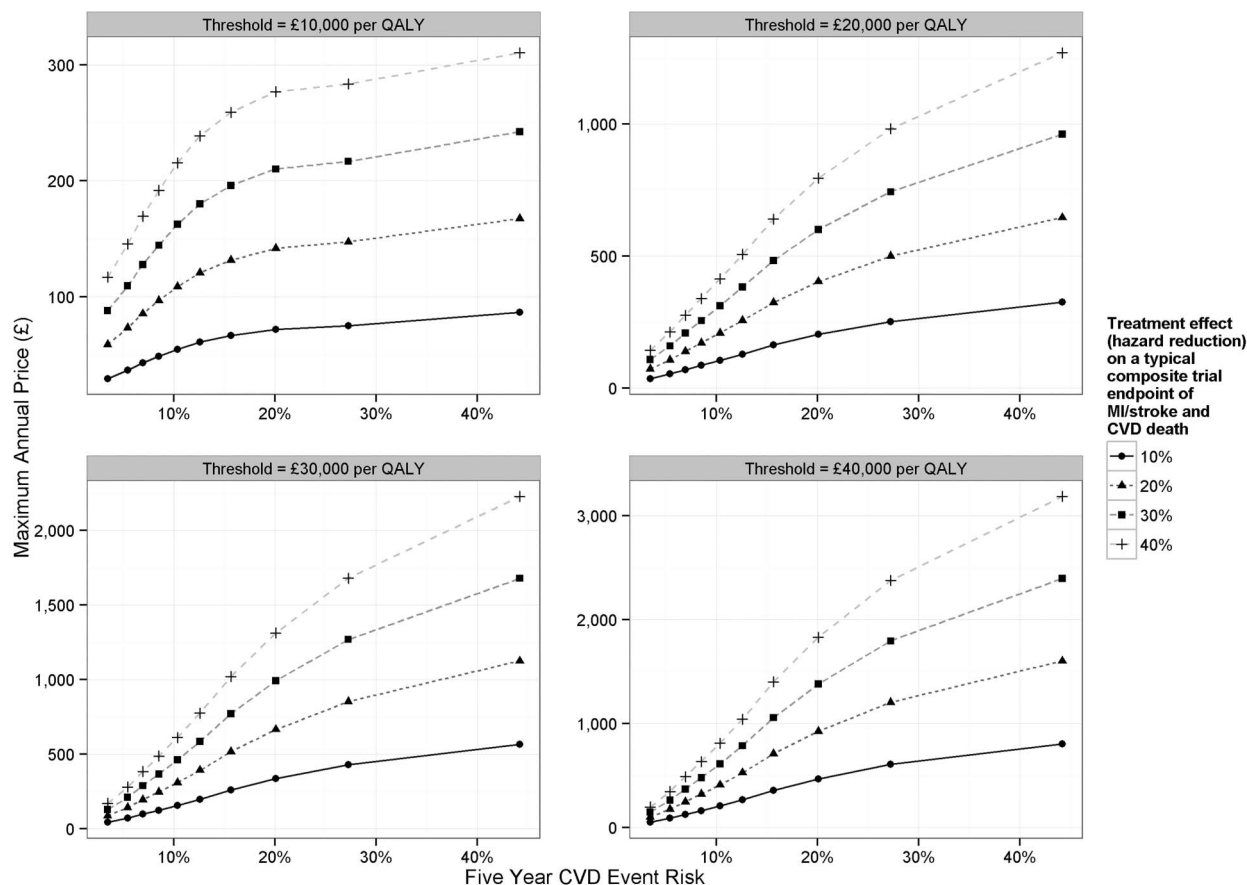 Threshold = £10,000 per QALY
300
200
100
10%
20%
30%
40%
Threshold = £20,000 per QALY
1,000
500
0
10%
20%
30%
40%
Threshold = £30,000 per QALY
2,000
1,500
1,000
500
0
10%
20%
30%
40%
Threshold = £40,000 per QALY
3,000
2,000
1,000
0
10%
20%
30%
40%
Maximum Annual Price (£)
Five Year CVD Event Risk
Treatment effect
(hazard reduction)
on a typical
composite trial
endpoint of
MI/stroke and
CVD death
10%
20%
30%
40%